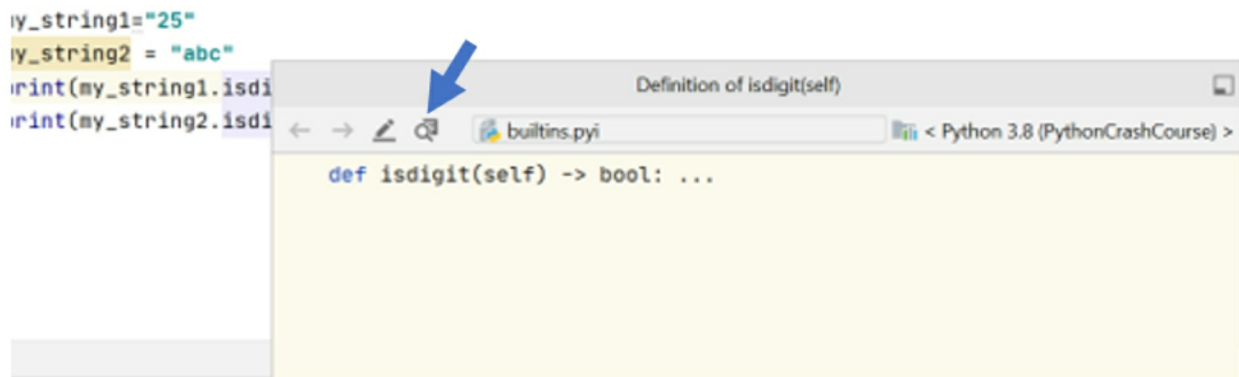 y_string1="25"
y_string2 = "abc"
rint(my_string1.isdi
rint(my_string2.isdi
Definition of isdigit(self)
builtins.pyi < Python 3.8 (PythonCrashCourse) >
def isdigit(self) -> bool: ...